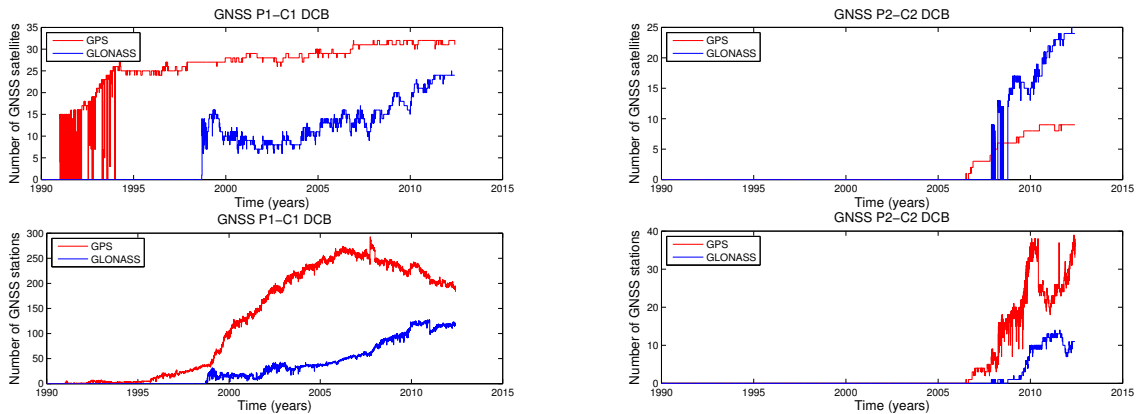 GNSS P1−C1 DCB
Number of GNSS satellites
35
30
25
20
15
10
5
0
GPS
GLONASS
1990 1995 2000 2005 2010 2015
Time (years)
GNSS P2−C2 DCB
Number of GNSS satellites
25
20
15
10
5
0
GPS
GLONASS
1990 1995 2000 2005 2010 2015
Time (years)
GNSS P1−C1 DCB
Number of GNSS stations
300
250
200
150
100
50
0
GPS
GLONASS
1990 1995 2000 2005 2010 2015
Time (years)
GNSS P2−C2 DCB
Number of GNSS stations
40
30
20
10
0
GPS
GLONASS
1990 1995 2000 2005 2010 2015
Time (years)